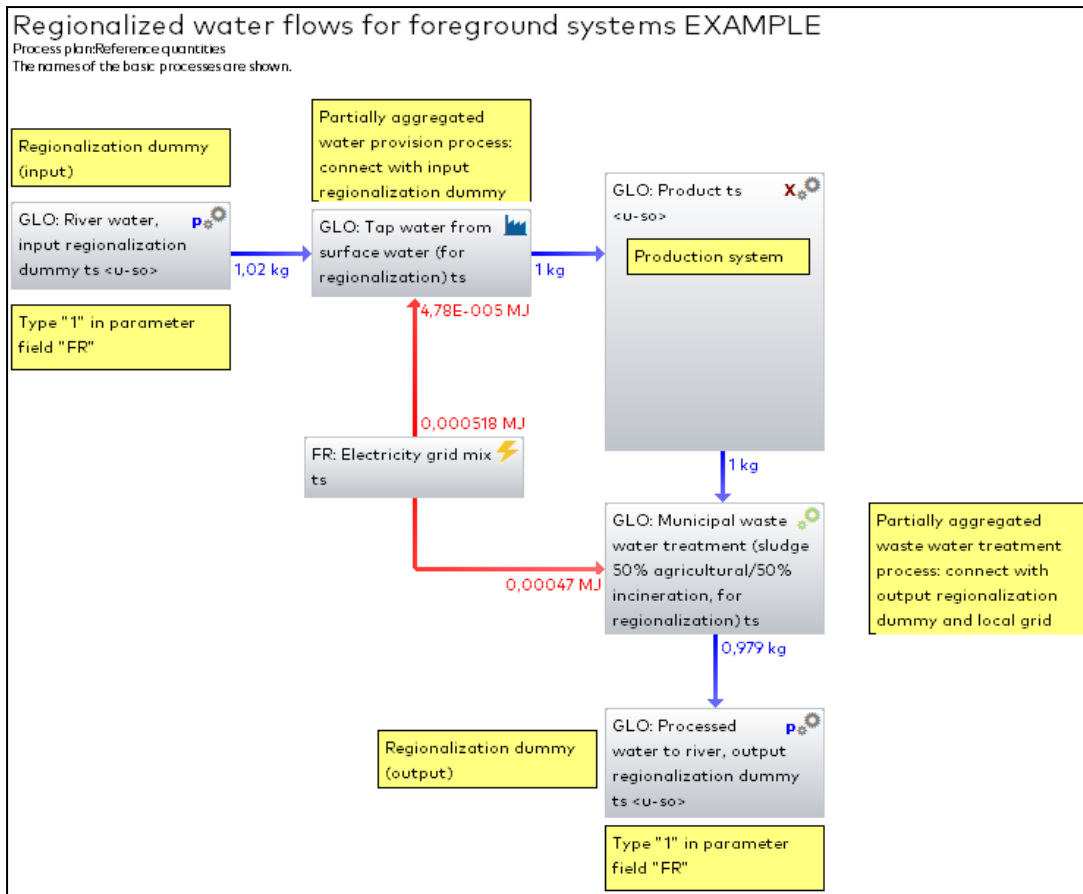 Regionalized water flows for foreground systems EXAMPLE
Process plan:Reference quantities
The names of the basic processes are shown.
Regionalization dummy
(input)
Partially aggregated
water provision process:
connect with input
regionalization dummy
GLO: River water,
input regionalization
dummy ts <u-so>
p
1,02 kg
GLO: Tap water from
surface water (for
regionalization) ts
1 kg
GLO: Product ts
<u-so>
X
Production system
Type "1" in parameter
field "FR"
4,78E-005 MJ
0,000518 MJ
FR: Electricity grid mix
ts
0,00047 MJ
1 kg
GLO: Municipal waste
water treatment (sludge
50% agricultural/50%
incineration, for
regionalization) ts
Partially aggregated
waste water treatment
process: connect with
output regionalization
dummy and local grid
0,979 kg
Regionalization dummy
(output)
GLO: Processed
water to river, output
regionalization dummy
ts <u-so>
p
Type "1" in parameter
field "FR"